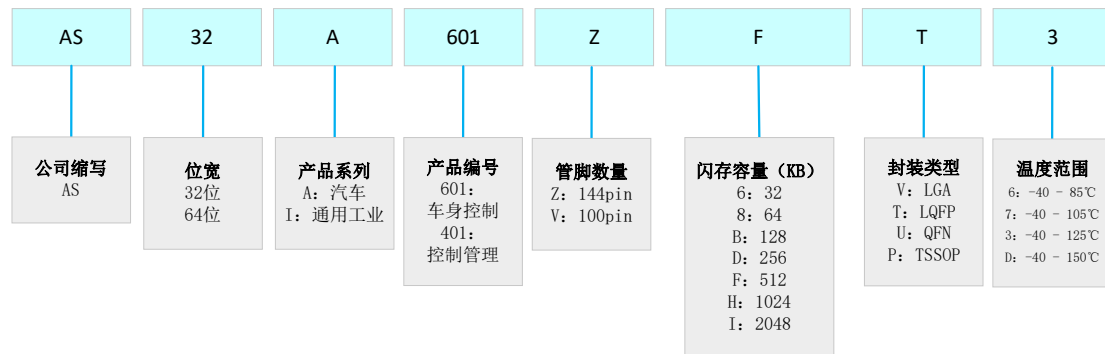 AS
32
A
601
Z
F
T
3
公司缩写
AS
位宽
32位
64位
产品系列
A: 汽车
I: 通用工业
产品编号
601:
车身控制
401:
控制管理
管脚数量
Z: 144pin
V: 100pin
闪存容量（KB）
6: 32
8: 64
B: 128
D: 256
F: 512
H: 1024
I: 2048
封装类型
V: LGA
T: LQFP
U: QFN
P: TSSOP
温度范围
6: -40 - 85℃
7: -40 - 105℃
3: -40 - 125℃
D: -40 - 150℃